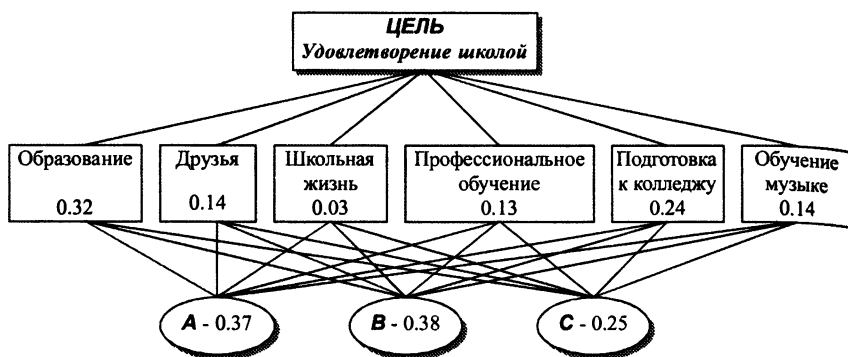 ЦЕЛЬ
Удовлетворение школой
Образование
0.32
Друзья
0.14
Школьная
жизнь
0.03
Профессиональное
обучение
0.13
Подготовка
к колледжу
0.24
Обучение
музыке
0.14
A - 0.37
B - 0.38
C - 0.25